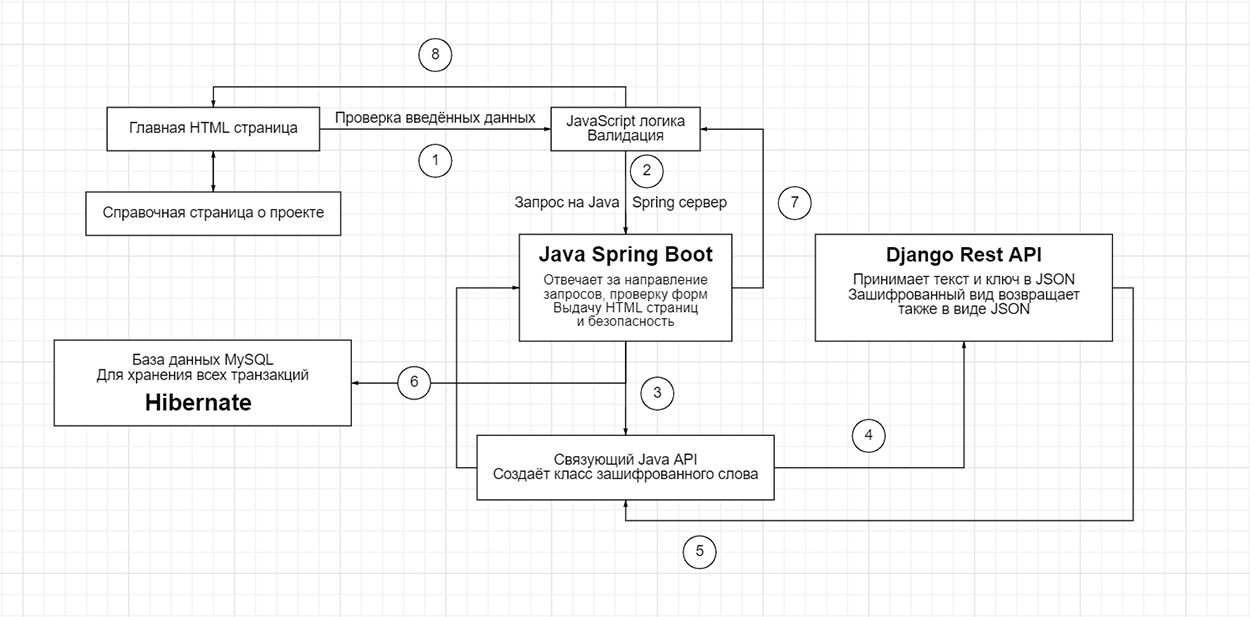 8
Главная HTML страница
Проверка введённых данных
JavaScript логика
Валидация
1
2
Справочная страница о проекте
Запрос на Java
Spring сервер
7
Java Spring Boot
Отвечает за направление
запросов, проверку форм
Выдачу HTML страниц
и безопасность
Django Rest API
Принимает текст и ключ в JSON
Зашифрованный вид возвращает
также в виде JSON
База данных MySQL
Для хранения всех транзакций
Hibernate
6
3
4
Связующий Java API
Создаёт класс зашифрованного слова
5